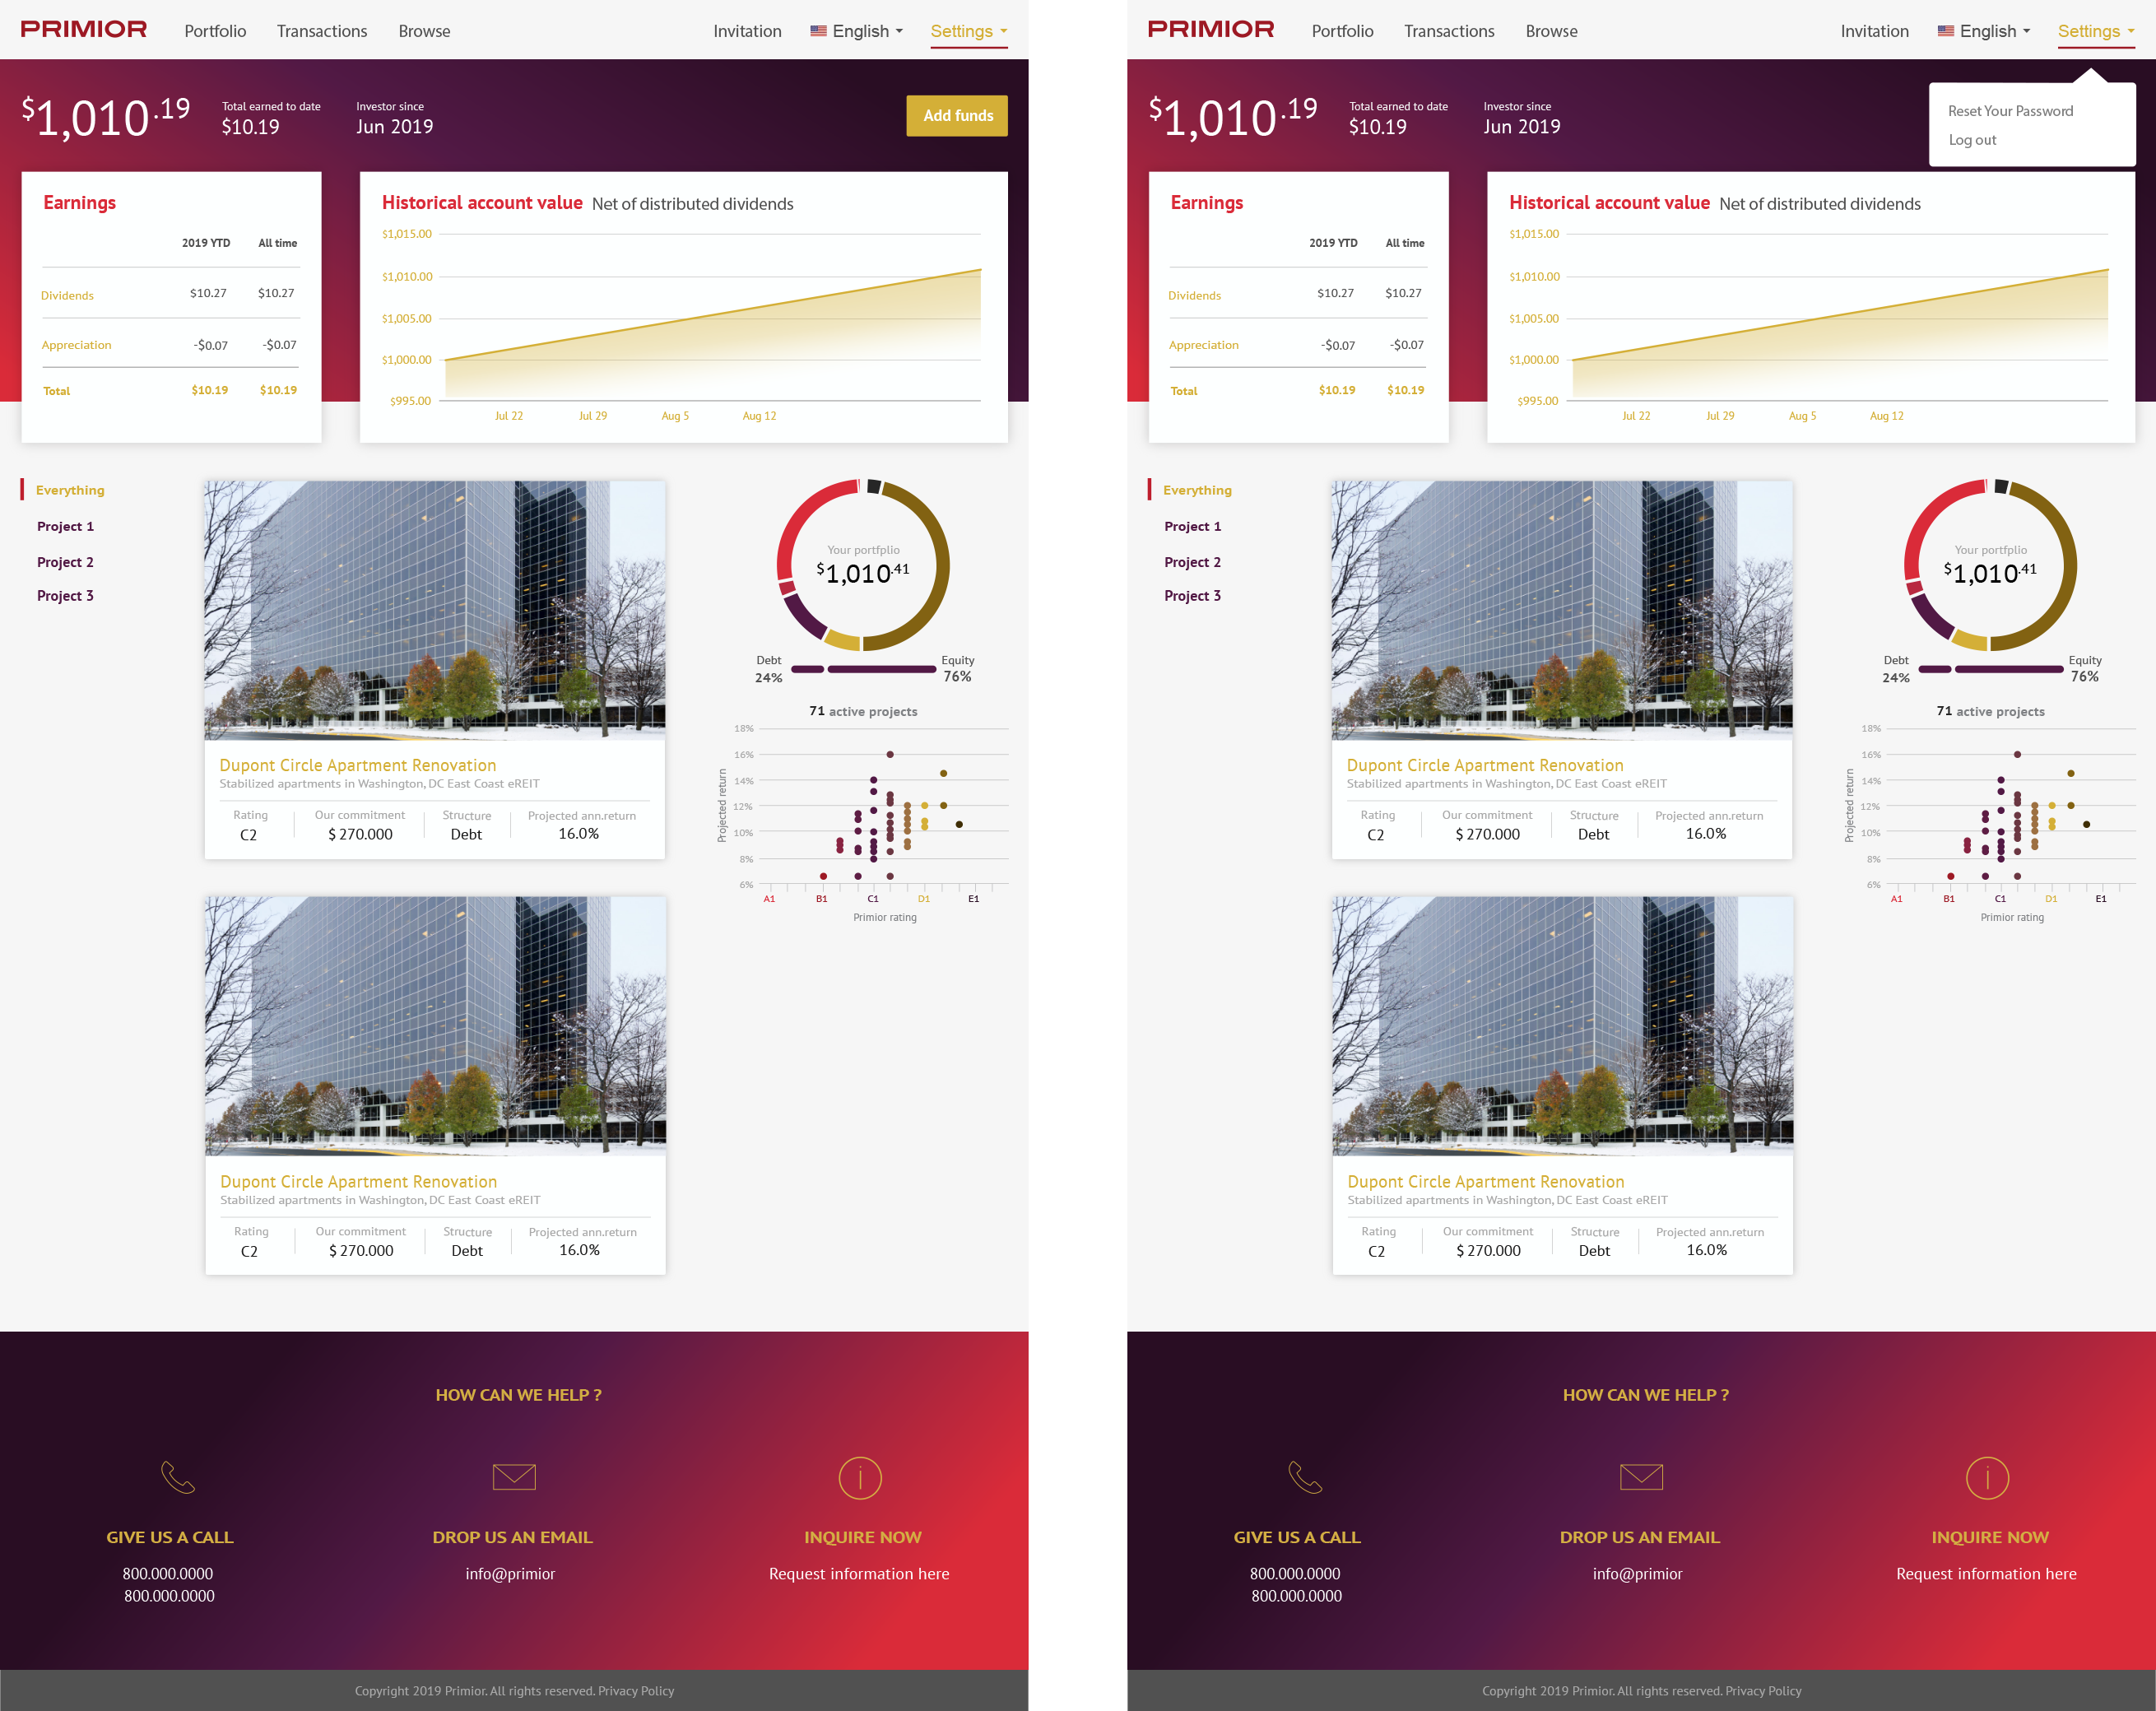 PRIMIOR Portfolio Transactions Browse Invitation English Settings
$1,010.19
Total earned to date
$10.19
Investor since
Jun 2019
Add funds
Earnings
2019 YTD All time
Dividends $10.27 $10.27
Appreciation -$0.07 -$0.07
Total $10.19 $10.19
Historical account value Net of distributed dividends
$1,015.00
$1,010.00
$1,005.00
$1,000.00
$995.00
Jul 22 Jul 29 Aug 5 Aug 12
Everything
Project 1
Project 2
Project 3
Dupont Circle Apartment Renovation
Stabilized apartments in Washington, DC East Coast eREIT
Rating Our commitment Structure Projected ann.return
C2 $ 270.000 Debt 16.0%
Dupont Circle Apartment Renovation
Stabilized apartments in Washington, DC East Coast eREIT
Rating Our commitment Structure Projected ann.return
C2 $ 270.000 Debt 16.0%
Your portfplio
$1,010.41
Debt Equity
24% 76%
71 active projects
Projected return
18%
16%
14%
12%
10%
8%
6%
A1 B1 C1 D1 E1
Primior rating
HOW CAN WE HELP ?
GIVE US A CALL DROP US AN EMAIL INQUIRE NOW
800.000.0000 info@primior Request information here
800.000.0000
Copyright 2019 Primior. All rights reserved. Privacy Policy
PRIMIOR Portfolio Transactions Browse Invitation English Settings
$1,010.19
Total earned to date
$10.19
Investor since
Jun 2019
Reset Your Password
Log out
Earnings
2019 YTD All time
Dividends $10.27 $10.27
Appreciation -$0.07 -$0.07
Total $10.19 $10.19
Historical account value Net of distributed dividends
$1,015.00
$1,010.00
$1,005.00
$1,000.00
$995.00
Jul 22 Jul 29 Aug 5 Aug 12
Everything
Project 1
Project 2
Project 3
Dupont Circle Apartment Renovation
Stabilized apartments in Washington, DC East Coast eREIT
Rating Our commitment Structure Projected ann.return
C2 $ 270.000 Debt 16.0%
Dupont Circle Apartment Renovation
Stabilized apartments in Washington, DC East Coast eREIT
Rating Our commitment Structure Projected ann.return
C2 $ 270.000 Debt 16.0%
Your portfplio
$1,010.41
Debt Equity
24% 76%
71 active projects
Projected return
18%
16%
14%
12%
10%
8%
6%
A1 B1 C1 D1 E1
Primior rating
HOW CAN WE HELP ?
GIVE US A CALL DROP US AN EMAIL INQUIRE NOW
800.000.0000 info@primior Request information here
800.000.0000
Copyright 2019 Primior. All rights reserved. Privacy Policy